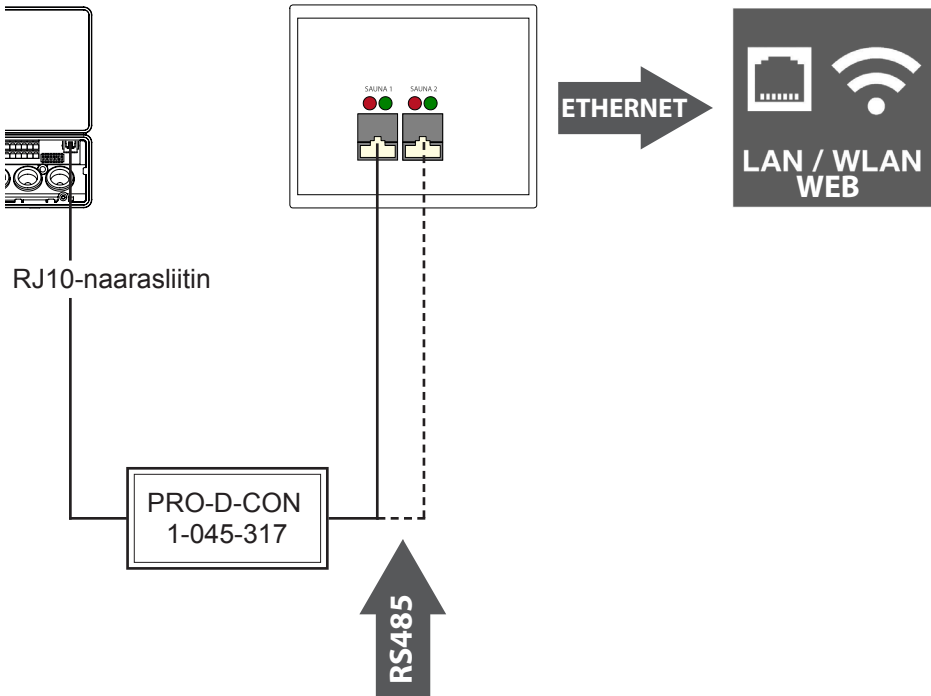 SAUNA 1 SAUNA 2
ETHERNET
LAN / WLAN
WEB
RJ10-naarasliitin
PRO-D-CON
1-045-317
RS485